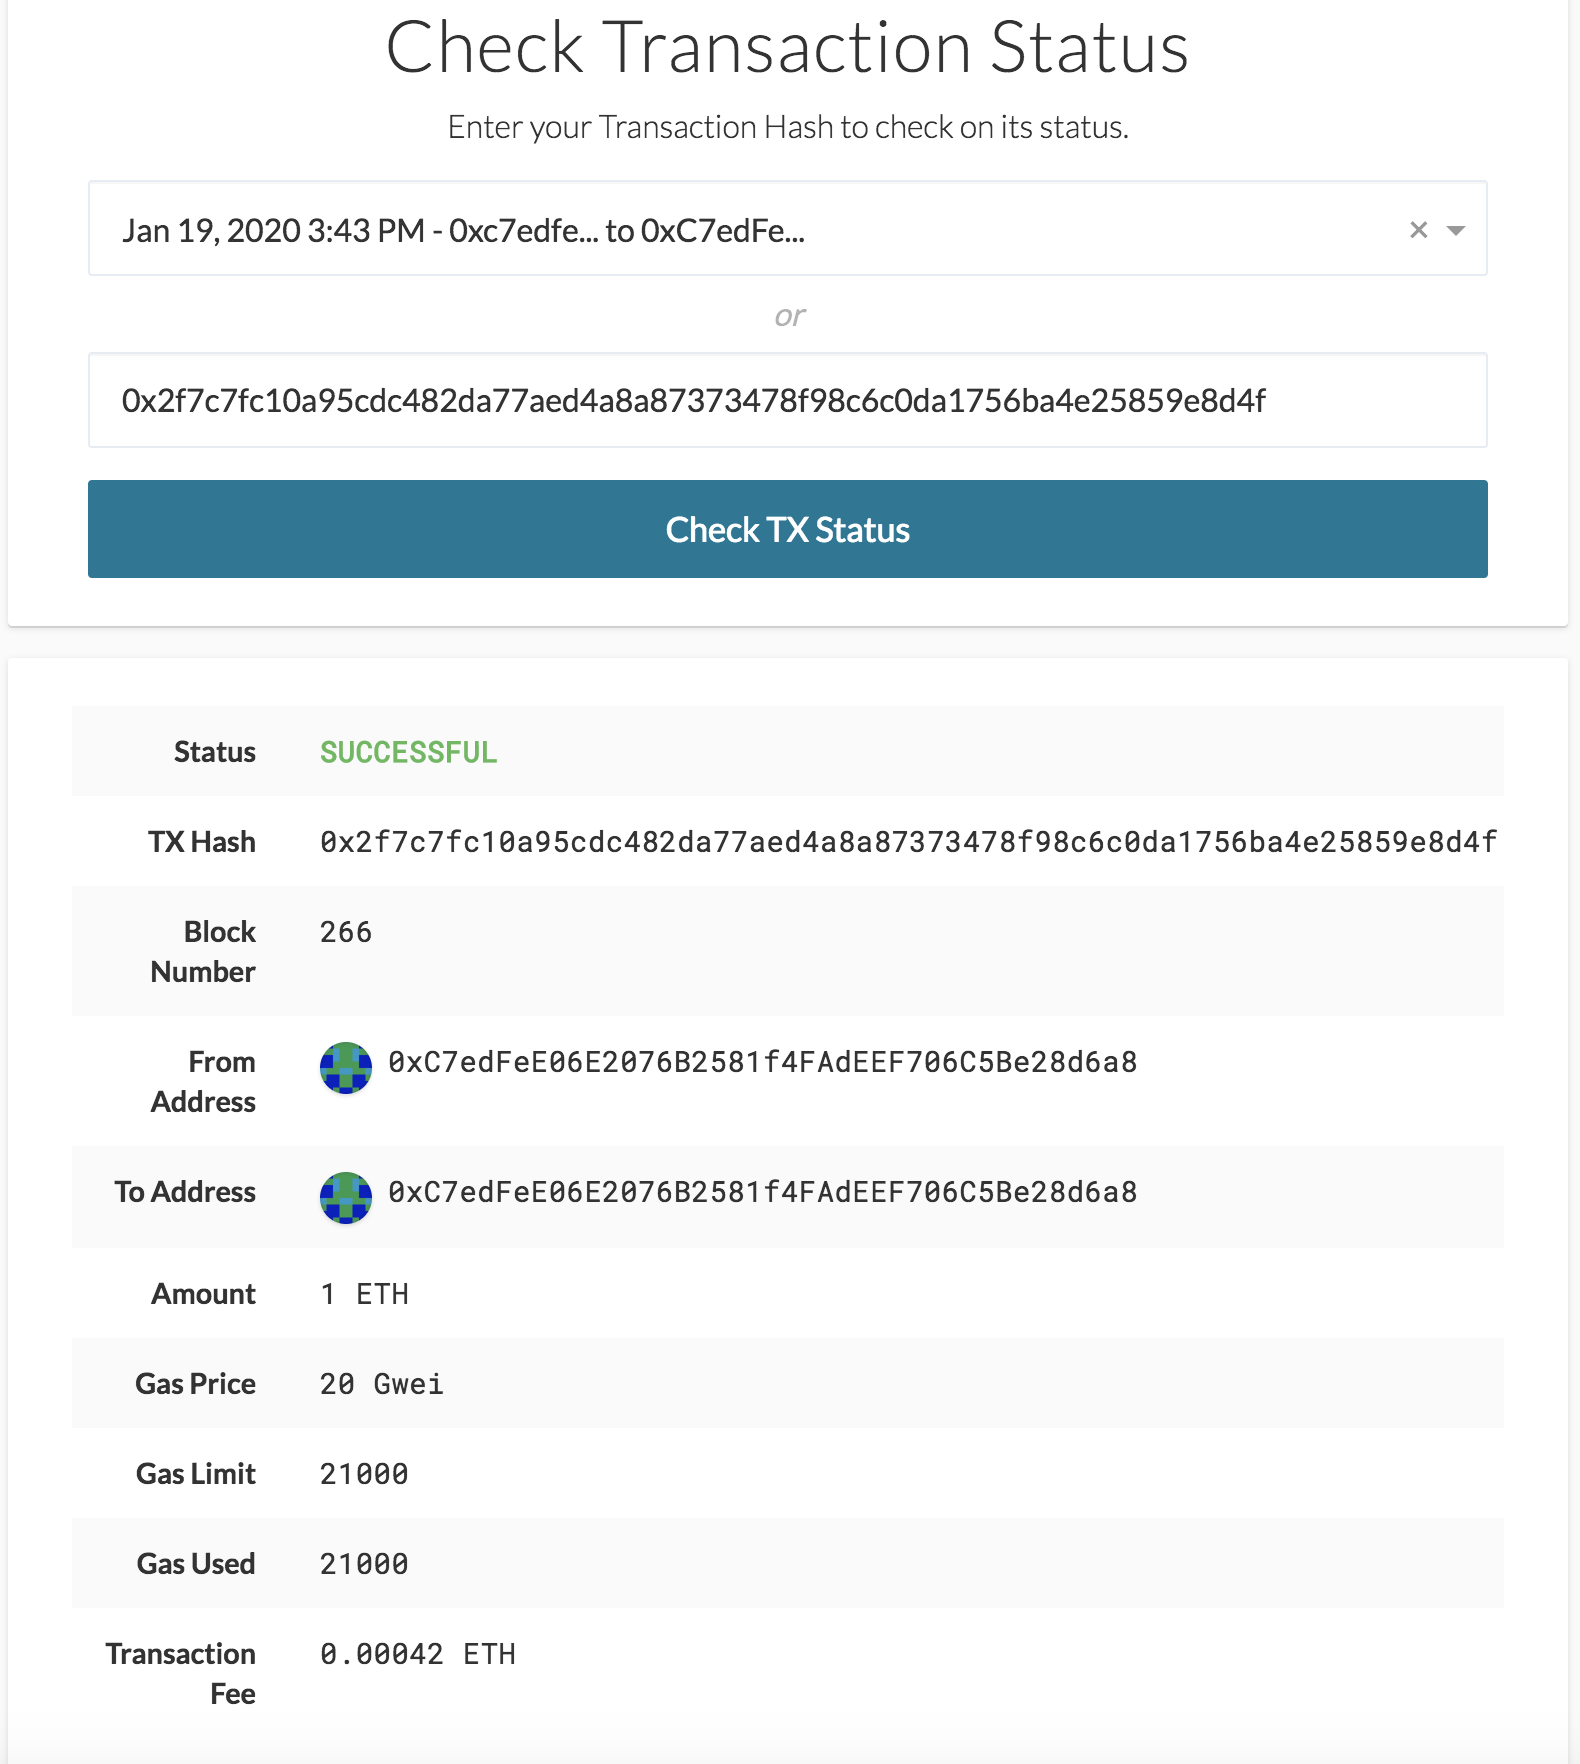 Check Transaction Status
Enter your Transaction Hash to check on its status.
Jan 19, 2020 3:43 PM - 0xc7edfe... to 0xC7edFe...
or
0x2f7c7fc10a95cdc482da77aed4a8a87373478f98c6c0da1756ba4e25859e8d4f
Check TX Status
Status SUCCESSFUL
TX Hash 0x2f7c7fc10a95cdc482da77aed4a8a87373478f98c6c0da1756ba4e25859e8d4f
Block 266
Number
From 0xC7edFeE06E2076B2581f4FAdEEF706C5Be28d6a8
Address
To Address 0xC7edFeE06E2076B2581f4FAdEEF706C5Be28d6a8
Amount 1 ETH
Gas Price 20 Gwei
Gas Limit 21000
Gas Used 21000
Transaction 0.00042 ETH
Fee